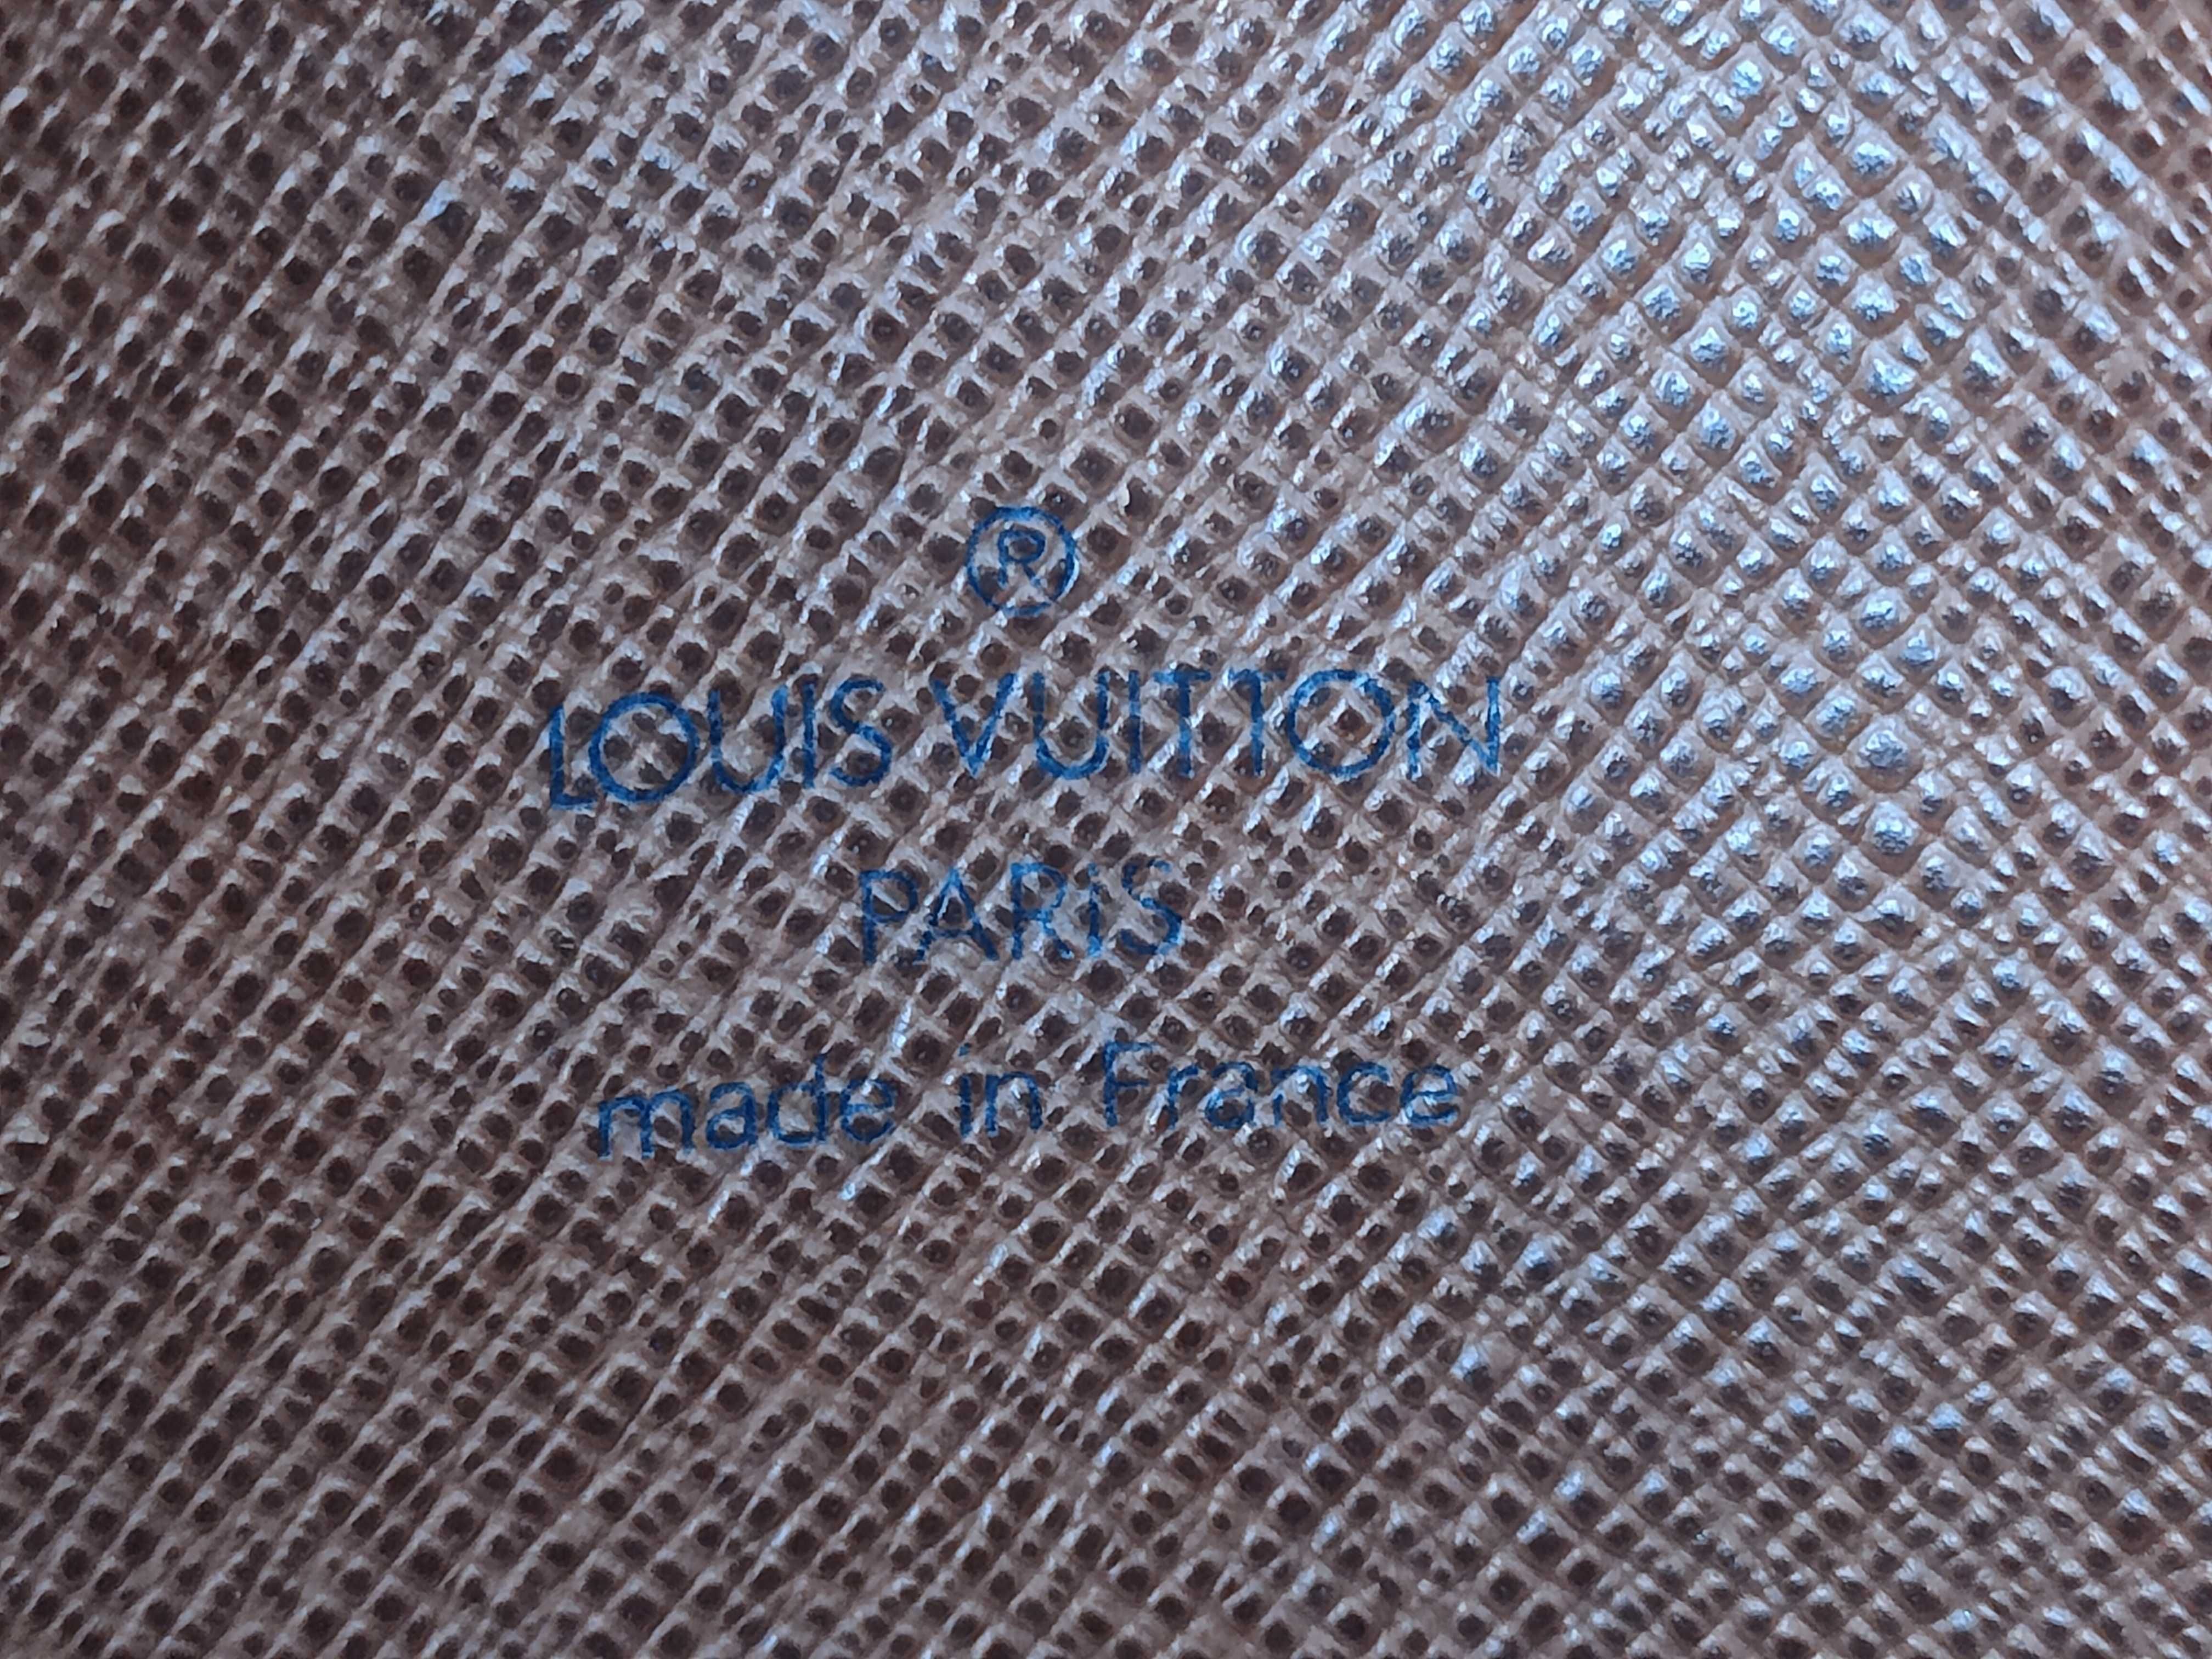 ®
LOUIS VUITTON
PARiS
made in France